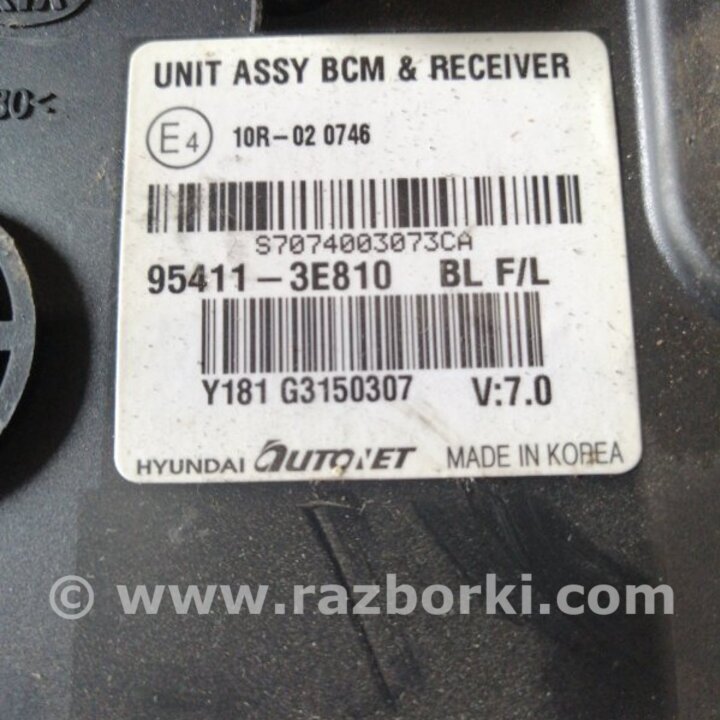 UNIT ASSY BCM & RECEIVER
E4 10R-02 0746
S7074003073CA
95411-3E810 BL F/L
Y181 G3150307 V:7.0
HYUNDAI AUTONET MADE IN KOREA
© www.razborki.com